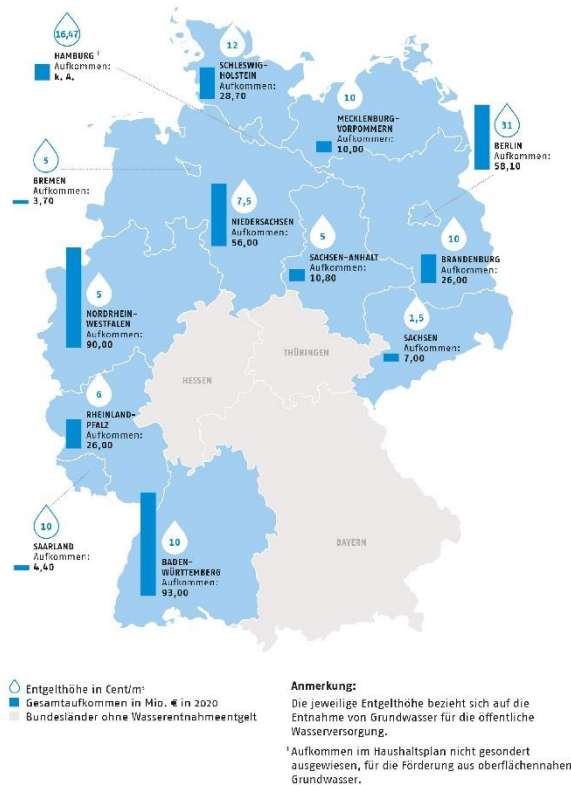 16,47
HAMBURG ¹
Aufkommen:
k. A.
12
SCHLESWIG-
HOLSTEIN
Aufkommen:
28,70
10
MECKLENBURG-
VORPOMMERN
Aufkommen:
10,00
31
BERLIN
Aufkommen:
58,10
5
BREMEN
Aufkommen:
3,70
7,5
NIEDERSACHSEN
Aufkommen:
56,00
5
SACHSEN-ANHALT
Aufkommen:
10,80
10
BRANDENBURG
Aufkommen:
26,00
5
NORDRHEIN-
WESTFALEN
Aufkommen:
90,00
1,5
SACHSEN
Aufkommen:
7,00
THÜRINGEN
HESSEN
6
RHEINLAND-
PFALZ
Aufkommen:
26,00
10
SAARLAND
Aufkommen:
4,40
10
BADEN-
WÜRTTEMBERG
Aufkommen:
93,00
BAYERN
Entgelthöhe in Cent/m³
Gesamtaufkommen in Mio. € in 2020
Bundesländer ohne Wasserentnahmeentgelt
Anmerkung:
Die jeweilige Entgelthöhe bezieht sich auf die
Entnahme von Grundwasser für die öffentliche
Wasserversorgung.
¹ Aufkommen im Haushaltsplan nicht gesondert
ausgewiesen, für die Förderung aus oberflächennahen
Grundwasser.